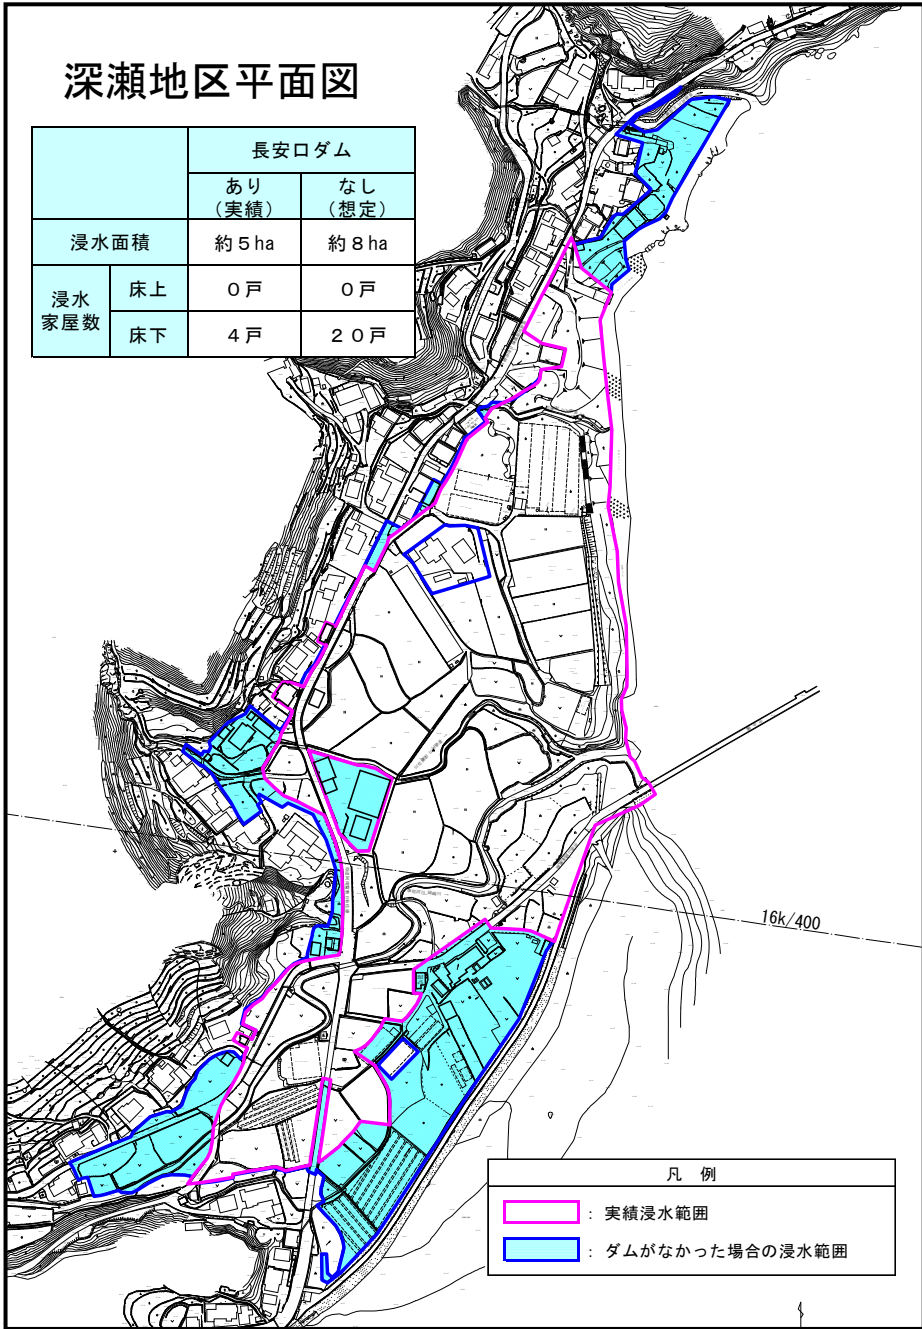 深瀬地区平面図
長安口ダム
あり
（実績）
なし
（想定）
浸水面積
約５ha
約８ha
浸水
家屋数
床上
０戸
０戸
床下
４戸
２０戸
16k/400
凡 例
： 実績浸水範囲
： ダムがなかった場合の浸水範囲